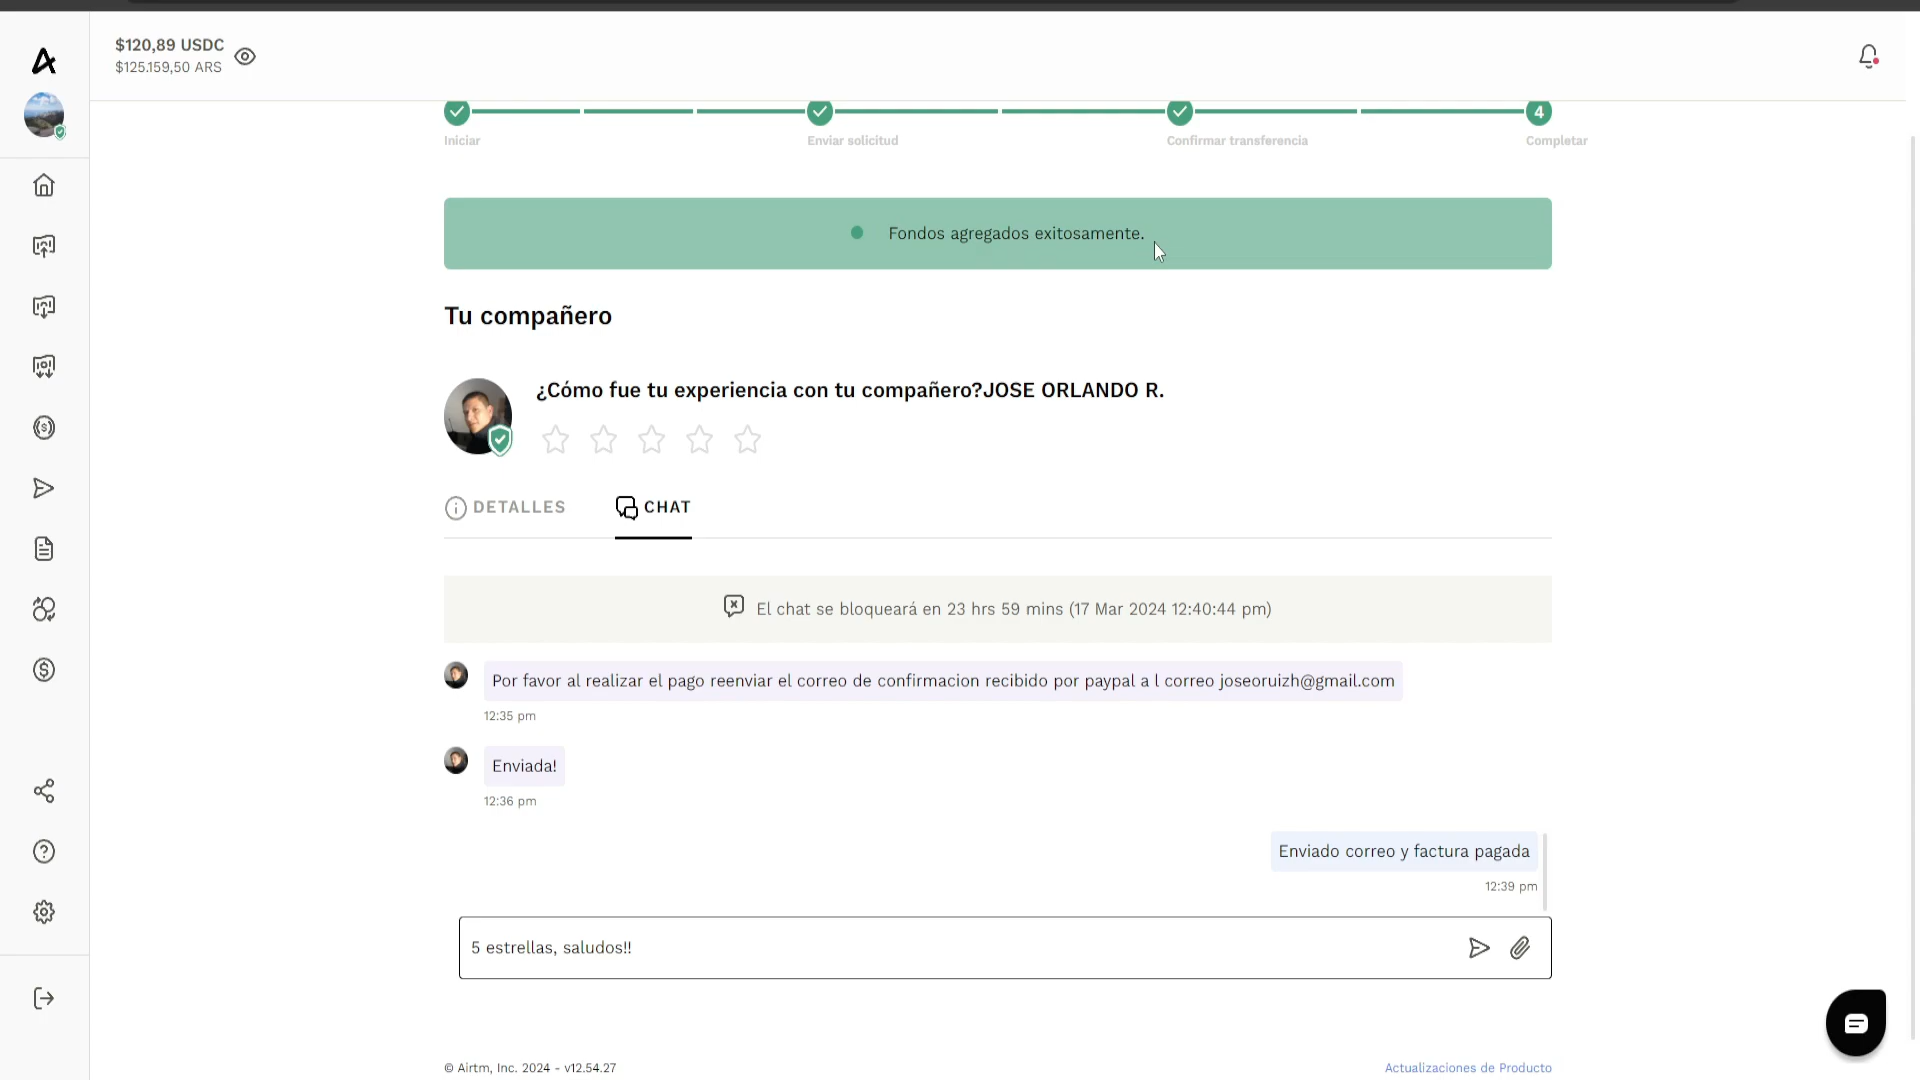 $120,89 USDC
$125.159,50 ARS
4
Iniciar
Enviar solicitud
Confirmar transferencia
Completar
Fondos agregados exitosamente.
Tu compañero
¿Cómo fue tu experiencia con tu compañero?JOSE ORLANDO R.
DETALLES
CHAT
El chat se bloqueará en 23 hrs 59 mins (17 Mar 2024 12:40:44 pm)
Por favor al realizar el pago reenviar el correo de confirmacion recibido por paypal a l correo joseoruizh@gmail.com
12:35 pm
Enviada!
12:36 pm
Enviado correo y factura pagada
12:39 pm
5 estrellas, saludos!!
© Airtm, Inc. 2024 - v12.54.27
Actualizaciones de Producto